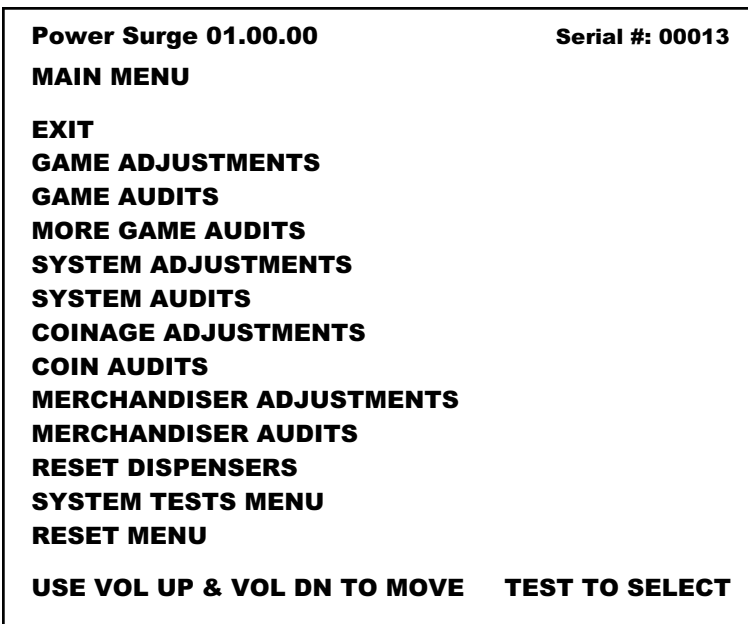 Power Surge 01.00.00 Serial #: 00013
MAIN MENU
EXIT
GAME ADJUSTMENTS
GAME AUDITS
MORE GAME AUDITS
SYSTEM ADJUSTMENTS
SYSTEM AUDITS
COINAGE ADJUSTMENTS
COIN AUDITS
MERCHANDISER ADJUSTMENTS
MERCHANDISER AUDITS
RESET DISPENSERS
SYSTEM TESTS MENU
RESET MENU
USE VOL UP & VOL DN TO MOVE TEST TO SELECT